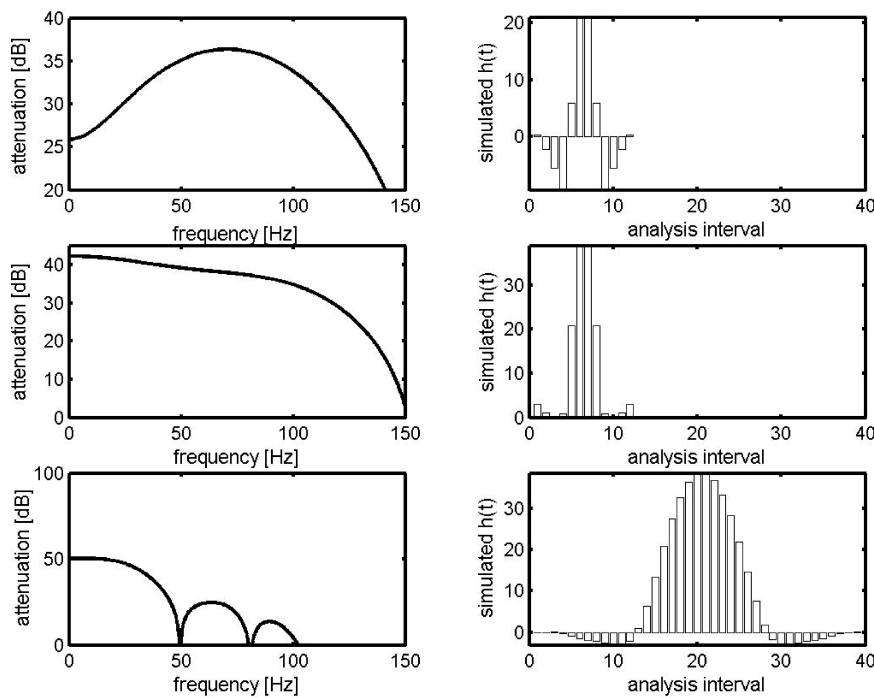 40
35
30
25
20
attenuation [dB]
0 50 100 150
frequency [Hz]
20
10
0
simulated h(t)
0 10 20 30 40
analysis interval
40
30
20
10
0
attenuation [dB]
0 50 100 150
frequency [Hz]
30
20
10
0
simulated h(t)
0 10 20 30 40
analysis interval
100
50
0
attenuation [dB]
0 50 100 150
frequency [Hz]
30
20
10
0
simulated h(t)
0 10 20 30 40
analysis interval